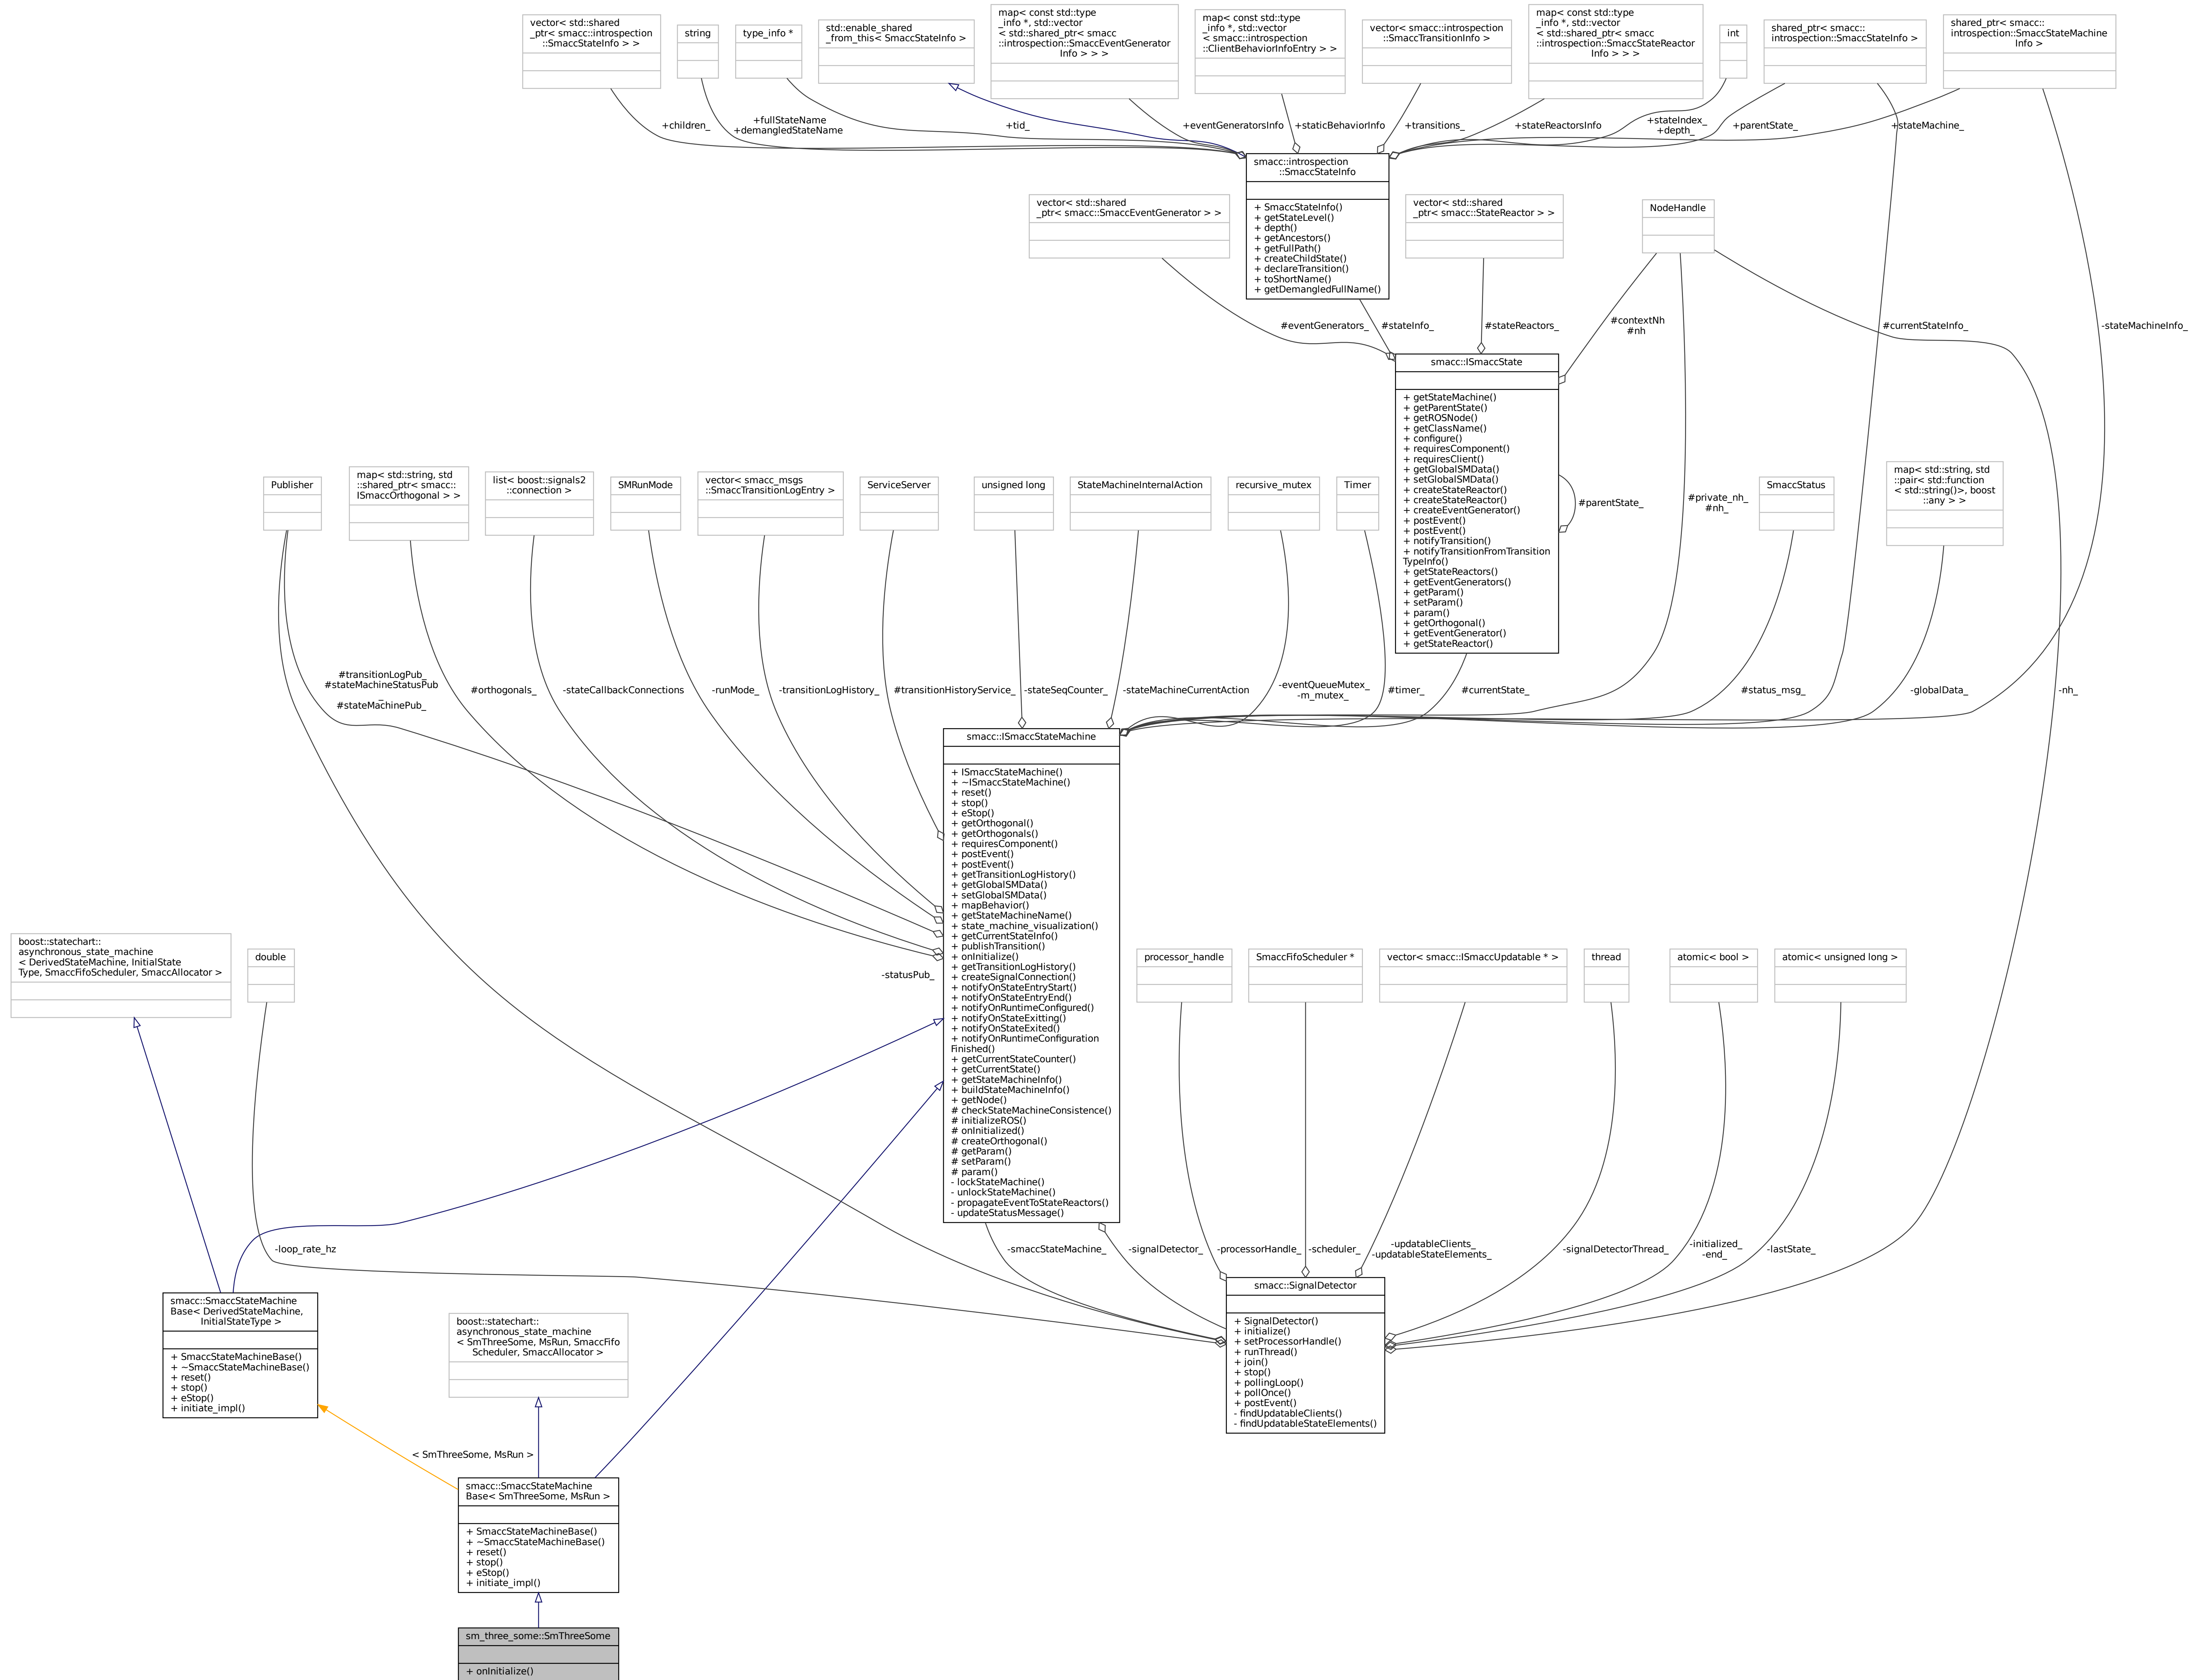 vector< std::shared
_ptr< smacc::introspection
::SmaccStateInfo > >
string
type_info *
std::enable_shared
_from_this< SmaccStateInfo >
map< const std::type
_info *, std::vector
< std::shared_ptr< smacc
::introspection::SmaccEventGenerator
Info > > >
map< const std::type
_info *, std::vector
< smacc::introspection
::ClientBehaviorInfoEntry > >
vector< smacc::introspection
::SmaccTransitionInfo >
map< const std::type
_info *, std::vector
< std::shared_ptr< smacc
::introspection::SmaccStateReactor
Info > > >
int
shared_ptr< smacc::
introspection::SmaccStateInfo >
shared_ptr< smacc::
introspection::SmaccStateMachine
Info >
+children_
+fullStateName
+demangledStateName
+tid_
+eventGeneratorsInfo
+staticBehaviorInfo
+transitions_
+stateReactorsInfo
+stateIndex_
+depth_
+parentState_
+stateMachine_
smacc::introspection
::SmaccStateInfo
+ SmaccStateInfo()
+ getStateLevel()
+ depth()
+ getAncestors()
+ getFullPath()
+ createChildState()
+ declareTransition()
+ toShortName()
+ getDemangledFullName()
vector< std::shared
_ptr< smacc::SmaccEventGenerator > >
vector< std::shared
_ptr< smacc::StateReactor > >
NodeHandle
#eventGenerators_
#stateInfo_
#stateReactors_
#contextNh
#nh
#currentStateInfo_
-stateMachineInfo_
smacc::ISmaccState
+ getStateMachine()
+ getParentState()
+ getROSNode()
+ getClassName()
+ configure()
+ requiresComponent()
+ requiresClient()
+ getGlobalSMData()
+ setGlobalSMData()
+ createStateReactor()
+ createStateReactor()
+ createEventGenerator()
+ postEvent()
+ postEvent()
+ notifyTransition()
+ notifyTransitionFromTransition
TypeInfo()
+ getStateReactors()
+ getEventGenerators()
+ getParam()
+ setParam()
+ param()
+ getOrthogonal()
+ getEventGenerator()
+ getStateReactor()
#parentState_
#private_nh_
#nh_
Publisher
map< std::string, std
::shared_ptr< smacc::
ISmaccOrthogonal > >
list< boost::signals2
::connection >
SMRunMode
vector< smacc_msgs
::SmaccTransitionLogEntry >
ServiceServer
unsigned long
StateMachineInternalAction
recursive_mutex
Timer
SmaccStatus
map< std::string, std
::pair< std::function
< std::string()>, boost
::any > >
#transitionLogPub_
#stateMachineStatusPub
_
#stateMachinePub_
#orthogonals_
-stateCallbackConnections
-runMode_
-transitionLogHistory_
#transitionHistoryService_
-stateSeqCounter_
-stateMachineCurrentAction
-eventQueueMutex_
-m_mutex_
#timer_
#currentState_
#status_msg_
-globalData_
-nh_
smacc::ISmaccStateMachine
+ ISmaccStateMachine()
+ ~ISmaccStateMachine()
+ reset()
+ stop()
+ eStop()
+ getOrthogonal()
+ getOrthogonals()
+ requiresComponent()
+ postEvent()
+ postEvent()
+ getTransitionLogHistory()
+ getGlobalSMData()
+ setGlobalSMData()
+ mapBehavior()
+ getStateMachineName()
+ state_machine_visualization()
+ getCurrentStateInfo()
+ publishTransition()
+ onInitialize()
+ getTransitionLogHistory()
+ createSignalConnection()
+ notifyOnStateEntryStart()
+ notifyOnStateEntryEnd()
+ notifyOnRuntimeConfigured()
+ notifyOnStateExitting()
+ notifyOnStateExited()
+ notifyOnRuntimeConfiguration
Finished()
+ getCurrentStateCounter()
+ getCurrentState()
+ getStateMachineInfo()
+ buildStateMachineInfo()
+ getNode()
# checkStateMachineConsistence()
# initializeROS()
# onInitialized()
# createOrthogonal()
# getParam()
# setParam()
# param()
- lockStateMachine()
- unlockStateMachine()
- propagateEventToStateReactors()
- updateStatusMessage()
boost::statechart::
asynchronous_state_machine
< DerivedStateMachine, InitialState
Type, SmaccFifoScheduler, SmaccAllocator >
double
-statusPub_
processor_handle
SmaccFifoScheduler *
vector< smacc::ISmaccUpdatable * >
thread
atomic< bool >
atomic< unsigned long >
-loop_rate_hz
-smaccStateMachine_
-signalDetector_
-processorHandle_
-scheduler_
-updatableClients_
-updatableStateElements_
-signalDetectorThread_
-initialized_
-end_
-lastState_
smacc::SmaccStateMachine
Base< DerivedStateMachine,
InitialStateType >
+ SmaccStateMachineBase()
+ ~SmaccStateMachineBase()
+ reset()
+ stop()
+ eStop()
+ initiate_impl()
boost::statechart::
asynchronous_state_machine
< SmThreeSome, MsRun, SmaccFifo
Scheduler, SmaccAllocator >
smacc::SignalDetector
+ SignalDetector()
+ initialize()
+ setProcessorHandle()
+ runThread()
+ join()
+ stop()
+ pollingLoop()
+ pollOnce()
+ postEvent()
- findUpdatableClients()
- findUpdatableStateElements()
< SmThreeSome, MsRun >
smacc::SmaccStateMachine
Base< SmThreeSome, MsRun >
+ SmaccStateMachineBase()
+ ~SmaccStateMachineBase()
+ reset()
+ stop()
+ eStop()
+ initiate_impl()
sm_three_some::SmThreeSome
+ onInitialize()